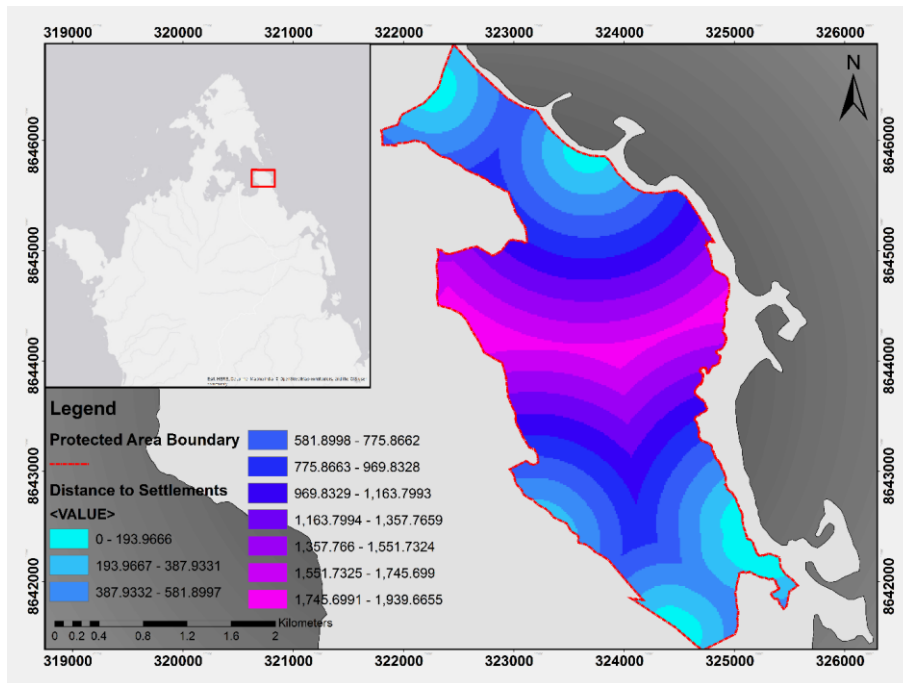 319000 320000 321000 322000 323000 324000 325000 326000
N
8646000 8646000
8645000 8645000
8644000 8644000
8643000 8643000
8642000 8642000
Legend
Protected Area Boundary
Distance to Settlements
<VALUE>
0 - 193.9666
193.9667 - 387.9331
387.9332 - 581.8997
581.8998 - 775.8662
775.8663 - 969.8328
969.8329 - 1,163.7993
1,163.7994 - 1,357.7659
1,357.766 - 1,551.7324
1,551.7325 - 1,745.699
1,745.6991 - 1,939.6655
Kilometers
0 0.2 0.4 0.8 1.2 1.6 2
319000 320000 321000 322000 323000 324000 325000 326000